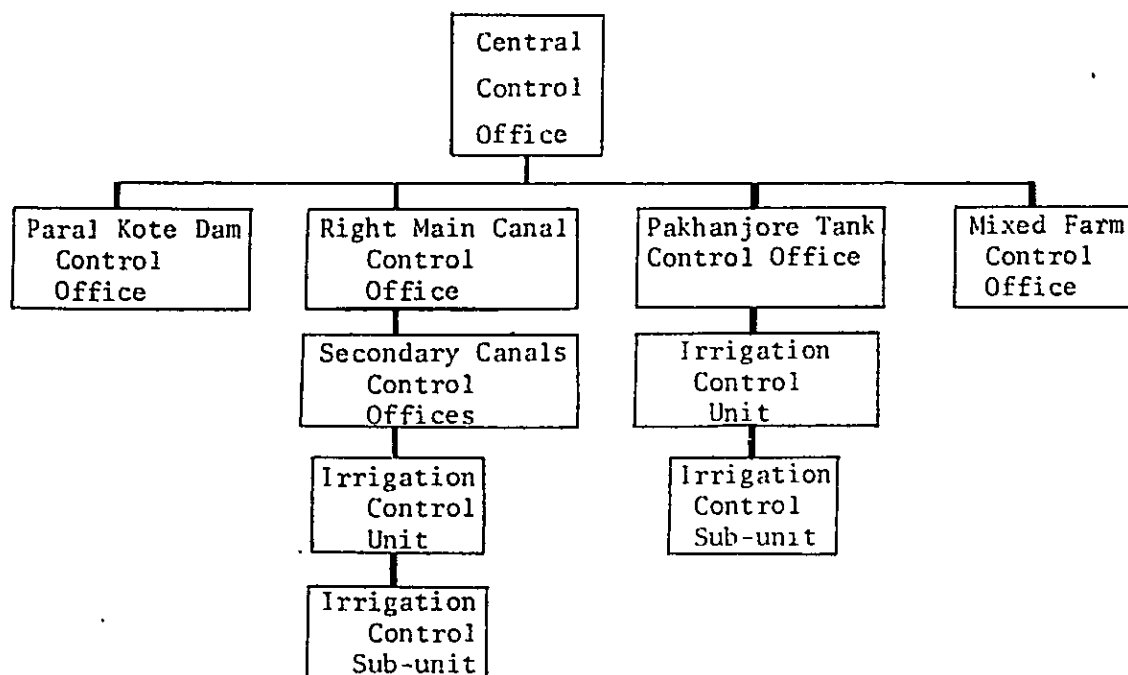 Central
Control
Office
Paral Kote Dam
Control
Office
Right Main Canal
Control
Office
Pakhanjore Tank
Control Office
Mixed Farm
Control
Office
Secondary Canals
Control
Offices
Irrigation
Control
Unit
Irrigation
Control
Unit
Irrigation
Control
Sub-unit
Irrigation
Control
Sub-unit